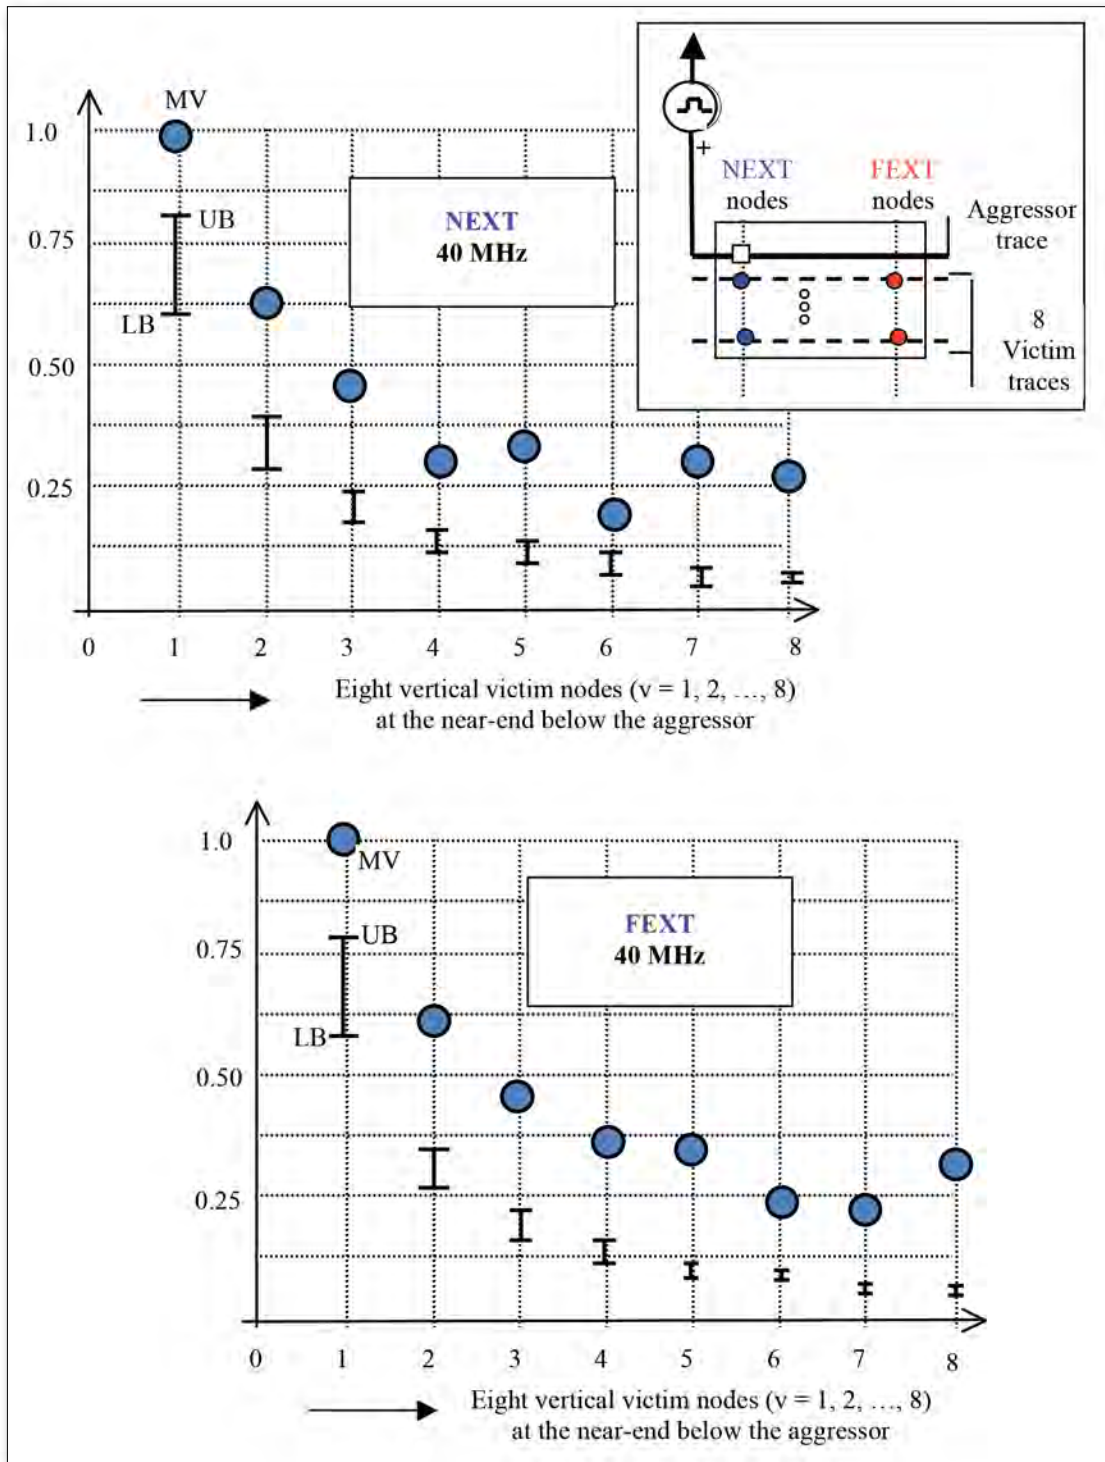 MV
1.0
UB
0.75
LB
0.50
0.25
NEXT
40 MHz
+
NEXT
nodes
FEXT
nodes
Aggressor
trace
8
Victim
traces
0 1 2 3 4 5 6 7 8
Eight vertical victim nodes (v = 1, 2, …, 8)
at the near-end below the aggressor
1.0
MV
UB
0.75
LB
0.50
0.25
FEXT
40 MHz
0 1 2 3 4 5 6 7 8
Eight vertical victim nodes (v = 1, 2, …, 8)
at the near-end below the aggressor